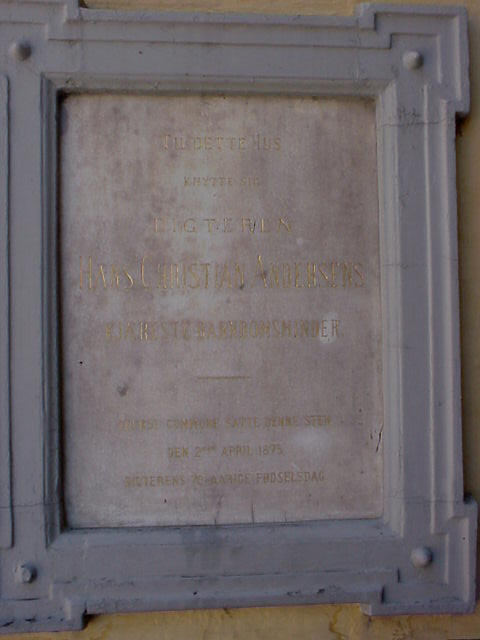 TIL DETTE HUS
KNYTTE SIG
DIGTEREN
HANS CHRISTIAN ANDERSENS
KJÆRESTE BARNDOMSMINDER
ODENSE COMMUNE SATTE DENNE STEN
DEN 2DEN APRIL 1875
DIGTERENS 70-AARIGE FØDSELSDAG